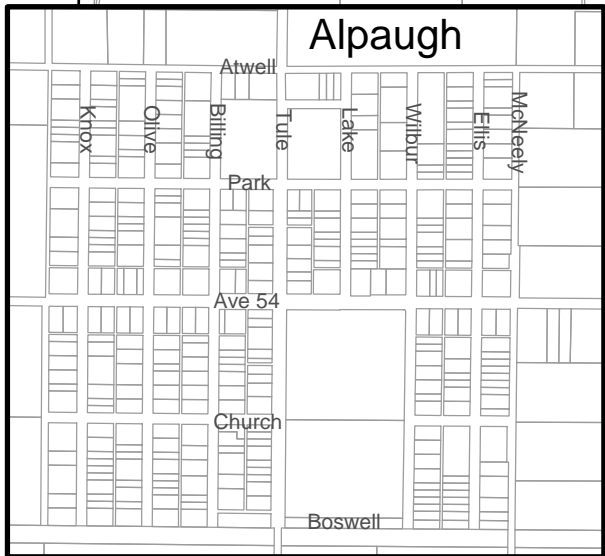 Alpaugh
Atwell
Knox
Olive
Billing
Tule
Lake
Wilbur
Ellis
McNeely
Park
Ave 54
Church
Boswell